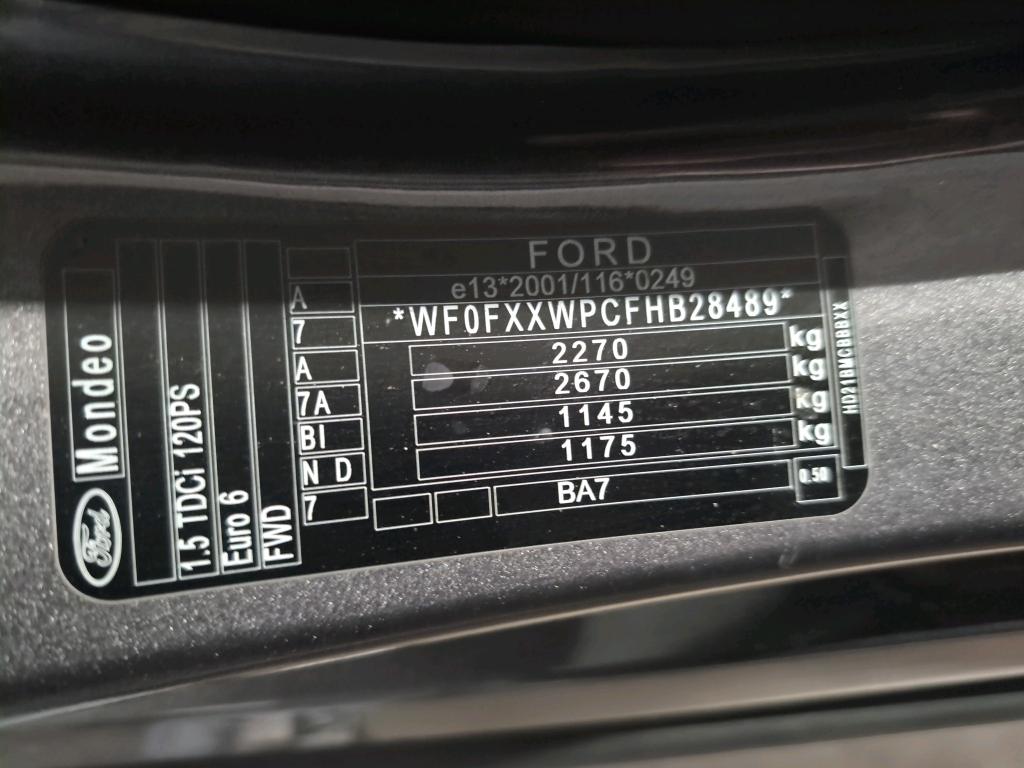 FORD
e13*2001/116*0249
*WF0FXXWPCFHB28489*
2270 kg
2670 kg
1145 kg
1175 kg
BA7
0.50
A
7
A
7A
BI
N D
7
Ford
Mondeo
1.5 TDCi 120PS
Euro 6
FWD
HD21BMCBBBXX